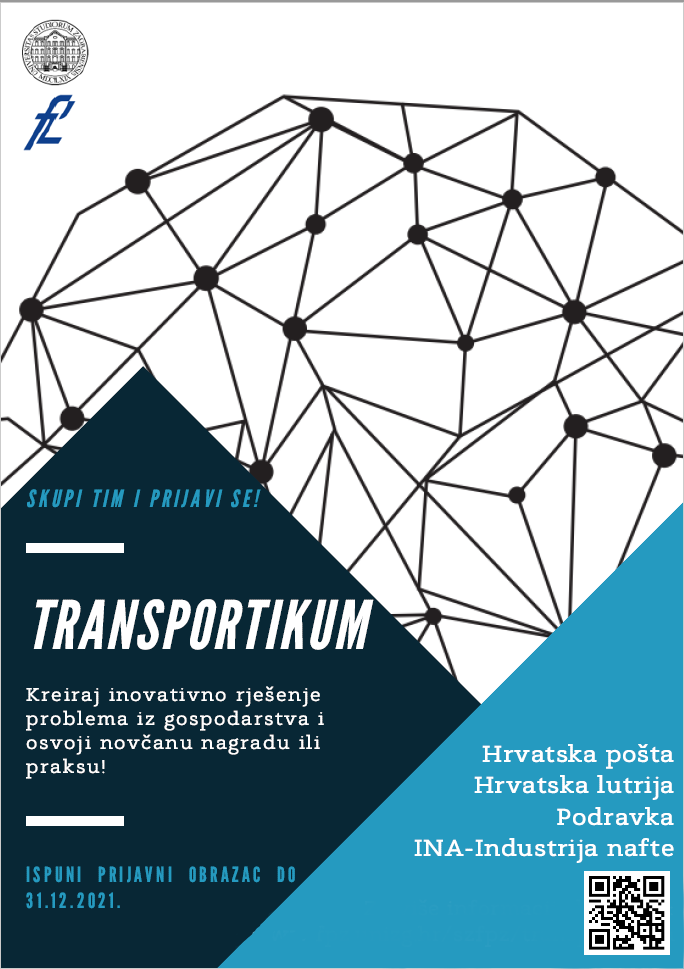 SKUPI TIM I PRIJAVI SE!
TRANSPORTIKUM
Kreiraj inovativno rješenje
problema iz gospodarstva i
osvoji novčanu nagradu ili
praksu!
Hrvatska pošta
Hrvatska lutrija
Podravka
INA-Industrija nafte
ISPUNI PRIJAVNI OBRAZAC DO
31.12.2021.